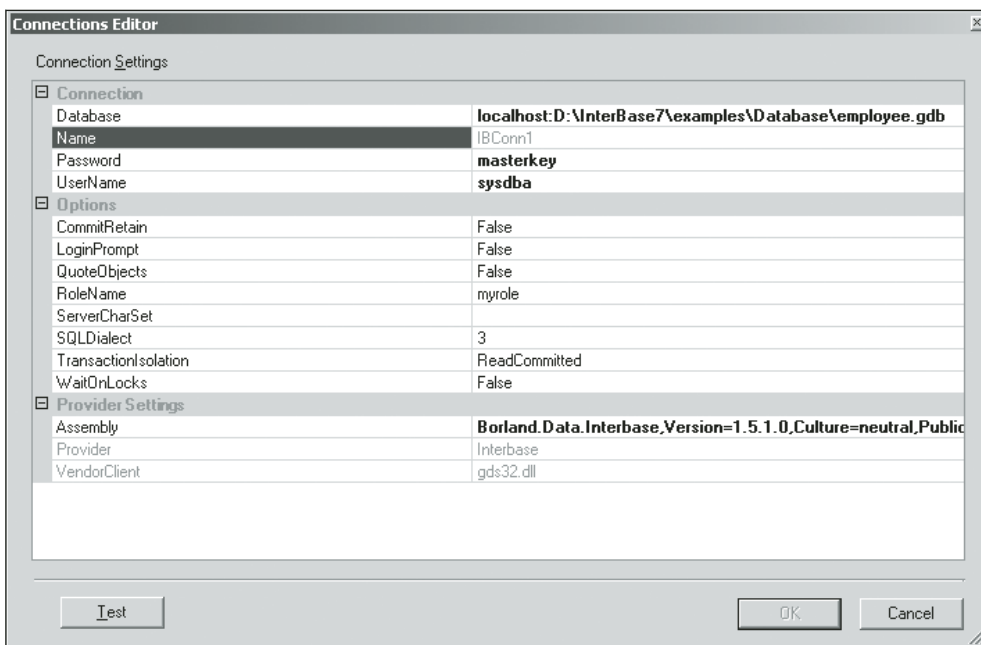 Connections Editor
Connection Settings
Connection
Database localhost:D:\InterBase7\examples\Database\employee.gdb
Name IBConn1
Password masterkey
UserName sysdba
Options
CommitRetain False
LoginPrompt False
QuoteObjects False
RoleName myrole
ServerCharSet
SQLDialect 3
TransactionIsolation ReadCommitted
WaitOnLocks False
Provider Settings
Assembly Borland.Data.Interbase,Version=1.5.1.0,Culture=neutral,Public
Provider Interbase
VendorClient gds32.dll
Test OK Cancel